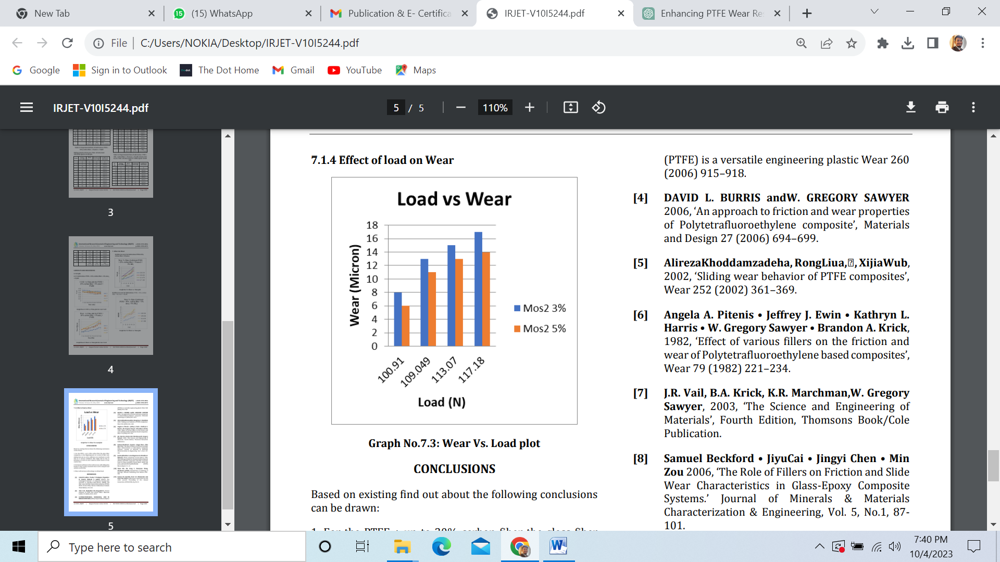 New Tab
(15) WhatsApp
Publication & E- Certifica
IRJET-V10I5244.pdf
Enhancing PTFE Wear Re
File
C:/Users/NOKIA/Desktop/IRJET-V10I5244.pdf
Google
Sign in to Outlook
The Dot Home
Gmail
YouTube
Maps
IRJET-V10I5244.pdf
5 / 5
110%
3
4
5
7.1.4 Effect of load on Wear
Load vs Wear
Wear (Micron)
18
16
14
12
10
8
6
4
2
0
100.91
109.049
113.07
117.18
Load (N)
Mos2 3%
Mos2 5%
Graph No.7.3: Wear Vs. Load plot
CONCLUSIONS
Based on existing find out about the following conclusions
can be drawn:
(PTFE) is a versatile engineering plastic Wear 260
(2006) 915–918.
[4] DAVID L. BURRIS andW. GREGORY SAWYER
2006, ‘An approach to friction and wear properties
of Polytetrafluoroethylene composite’, Materials
and Design 27 (2006) 694–699.
[5] AlirezaKhoddamzadeha, RongLiua,, XijiaWub,
2002, ‘Sliding wear behavior of PTFE composites’,
Wear 252 (2002) 361–369.
[6] Angela A. Pitenis • Jeffrey J. Ewin • Kathryn L.
Harris • W. Gregory Sawyer • Brandon A. Krick,
1982, ‘Effect of various fillers on the friction and
wear of Polytetrafluoroethylene based composites’,
Wear 79 (1982) 221–234.
[7] J.R. Vail, B.A. Krick, K.R. Marchman,W. Gregory
Sawyer, 2003, ‘The Science and Engineering of
Materials’, Fourth Edition, Thomsons Book/Cole
Publication.
[8] Samuel Beckford • JiyuCai • Jingyi Chen • Min
Zou 2006, ‘The Role of Fillers on Friction and Slide
Wear Characteristics in Glass-Epoxy Composite
Systems.’ Journal of Minerals & Materials
Characterization & Engineering, Vol. 5, No.1, 87-
101.
Type here to search
7:40 PM
10/4/2023